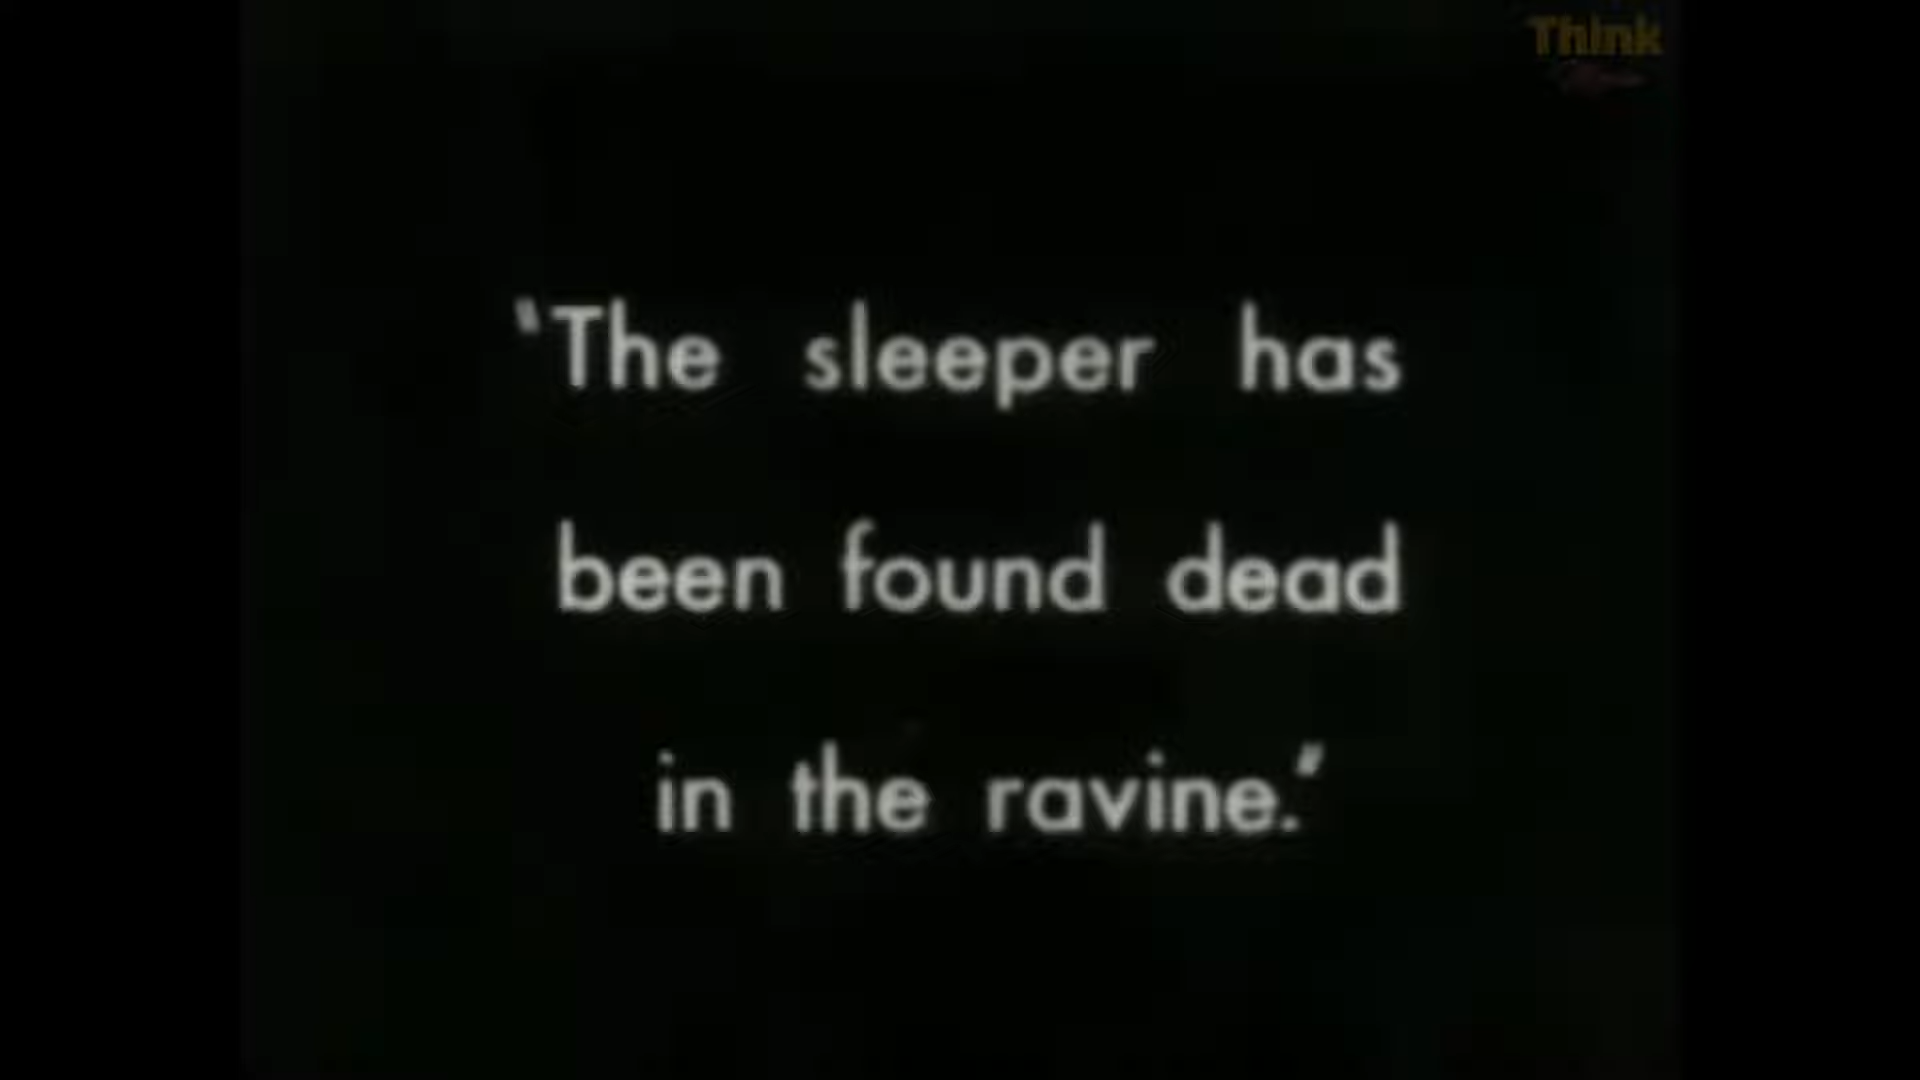 Think
"The sleeper has
been found dead
in the ravine."